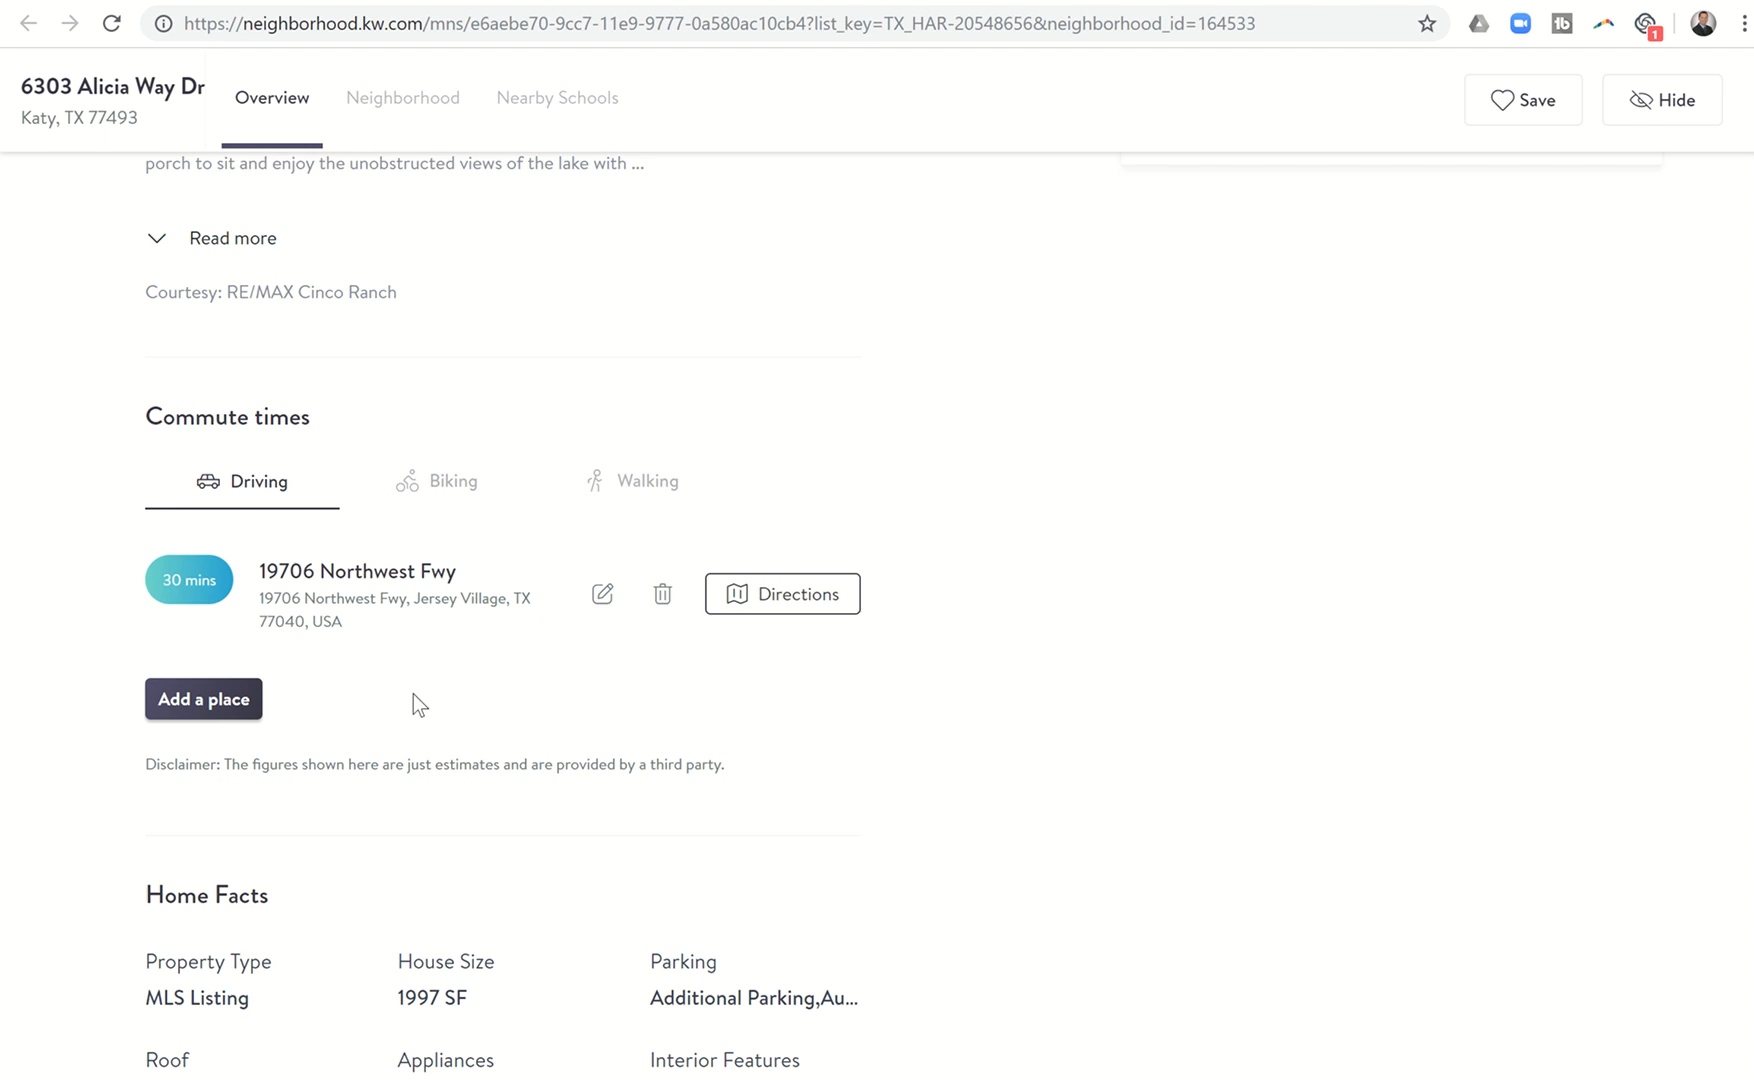 https://neighborhood.kw.com/mns/e6aebe70-9cc7-11e9-9777-0a580ac10cb4?list_key=TX_HAR-20548656&neighborhood_id=164533
1
6303 Alicia Way Dr
Katy, TX 77493
Overview
Neighborhood
Nearby Schools
Save
Hide
porch to sit and enjoy the unobstructed views of the lake with ...
Read more
Courtesy: RE/MAX Cinco Ranch
Commute times
Driving
Biking
Walking
30 mins
19706 Northwest Fwy
19706 Northwest Fwy, Jersey Village, TX
77040, USA
Directions
Add a place
Disclaimer: The figures shown here are just estimates and are provided by a third party.
Home Facts
Property Type
House Size
Parking
MLS Listing
1997 SF
Additional Parking,Au...
Roof
Appliances
Interior Features